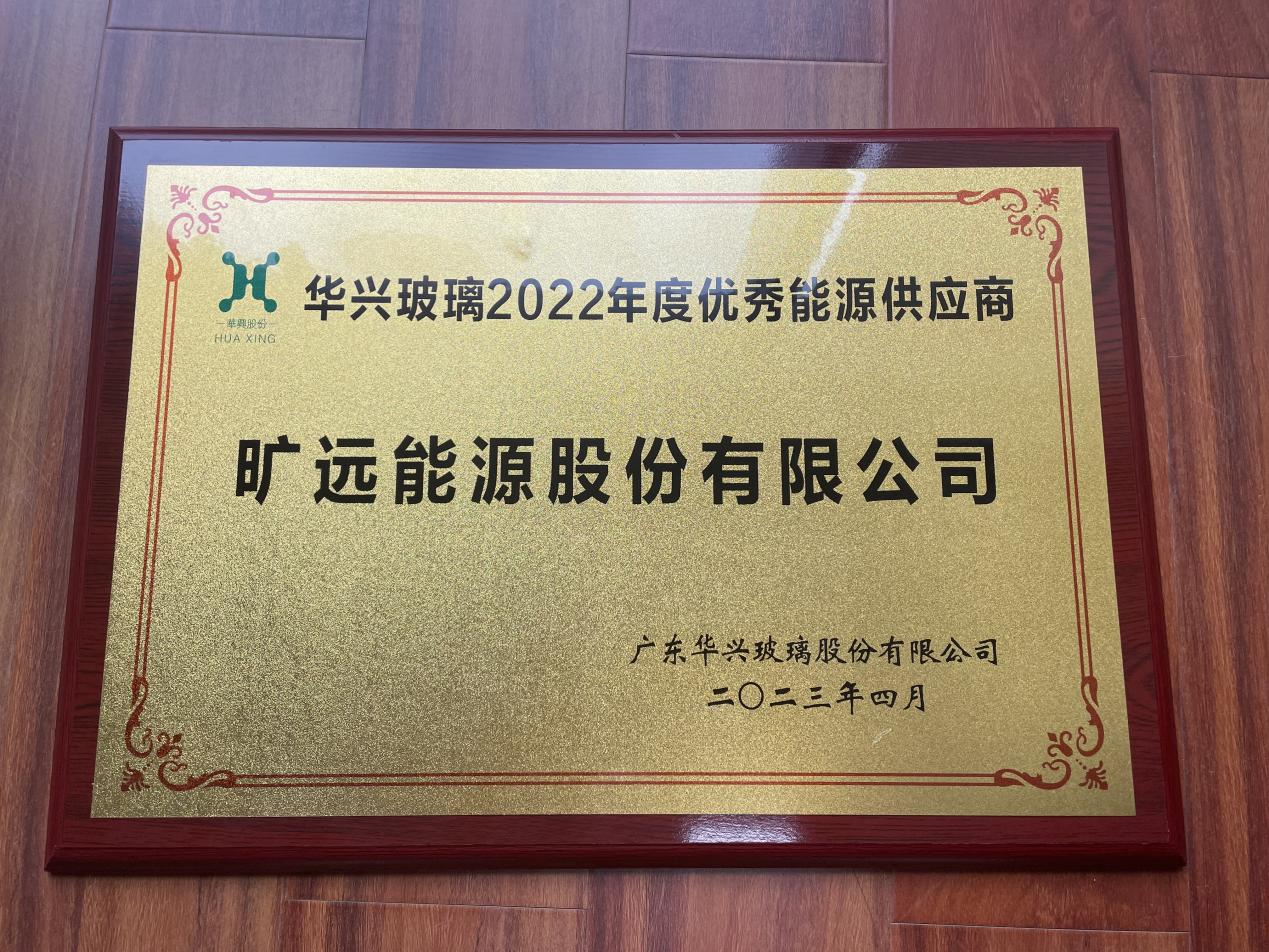 华兴玻璃2022年度优秀能源供应商
華興股份
HUA XING
旷远能源股份有限公司
广东华兴玻璃股份有限公司
二〇二三年四月